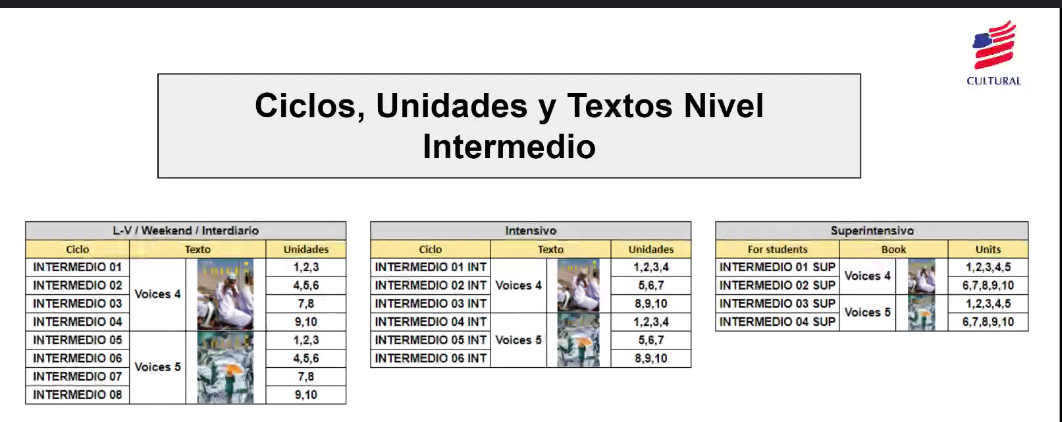 CULTURAL
Ciclos, Unidades y Textos Nivel
Intermedio
L-V / Weekend / Interdiario
Ciclo Texto Unidades
INTERMEDIO 01 1,2,3
INTERMEDIO 02 4,5,6
Voices 4
INTERMEDIO 03 7,8
INTERMEDIO 04 9,10
INTERMEDIO 05 1,2,3
INTERMEDIO 06 4,5,6
Voices 5
INTERMEDIO 07 7,8
INTERMEDIO 08 9,10
Intensivo
Ciclo Texto Unidades
INTERMEDIO 01 INT 1,2,3,4
INTERMEDIO 02 INT Voices 4 5,6,7
INTERMEDIO 03 INT 8,9,10
INTERMEDIO 04 INT 1,2,3,4
INTERMEDIO 05 INT Voices 5 5,6,7
INTERMEDIO 06 INT 8,9,10
Superintensivo
For students Book Units
INTERMEDIO 01 SUP 1,2,3,4,5
Voices 4
INTERMEDIO 02 SUP 6,7,8,9,10
INTERMEDIO 03 SUP 1,2,3,4,5
Voices 5
INTERMEDIO 04 SUP 6,7,8,9,10